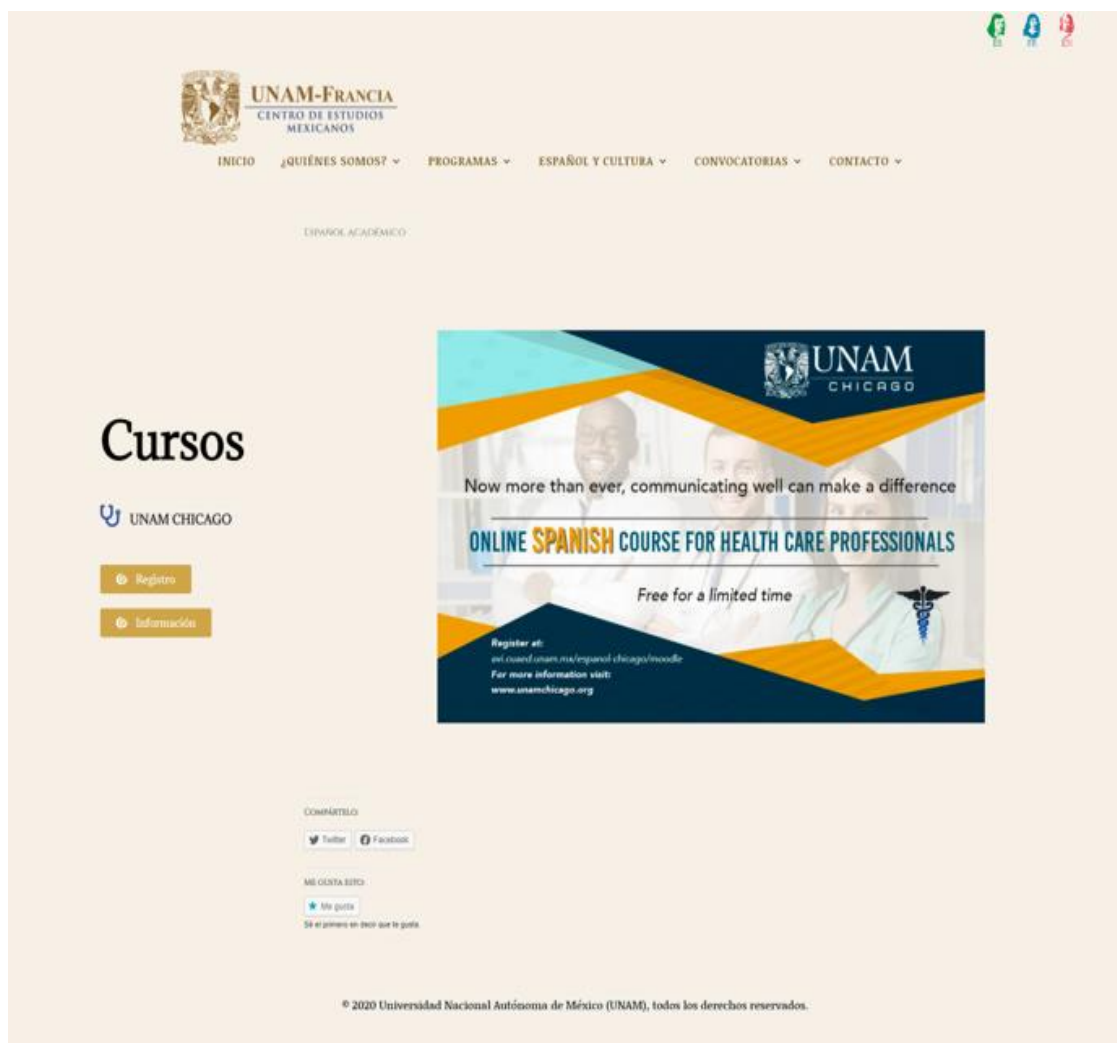 ES FR EN
UNAM-FRANCIA
CENTRO DE ESTUDIOS
MEXICANOS
INICIO ¿QUIÉNES SOMOS? PROGRAMAS ESPAÑOL Y CULTURA CONVOCATORIAS CONTACTO
ESPAÑOL ACADÉMICO
Cursos
UNAM CHICAGO
Registro
Información
UNAM
CHICAGO
Now more than ever, communicating well can make a difference
ONLINE SPANISH COURSE FOR HEALTH CARE PROFESSIONALS
Free for a limited time
Register at:
avi.cuaed.unam.mx/espanol-chicago/moodle
For more information visit:
www.unamchicago.org
COMPÁRTELO:
Twitter Facebook
ME GUSTA ESTO:
Me gusta
Sé el primero en decir que te gusta.
© 2020 Universidad Nacional Autónoma de México (UNAM), todos los derechos reservados.